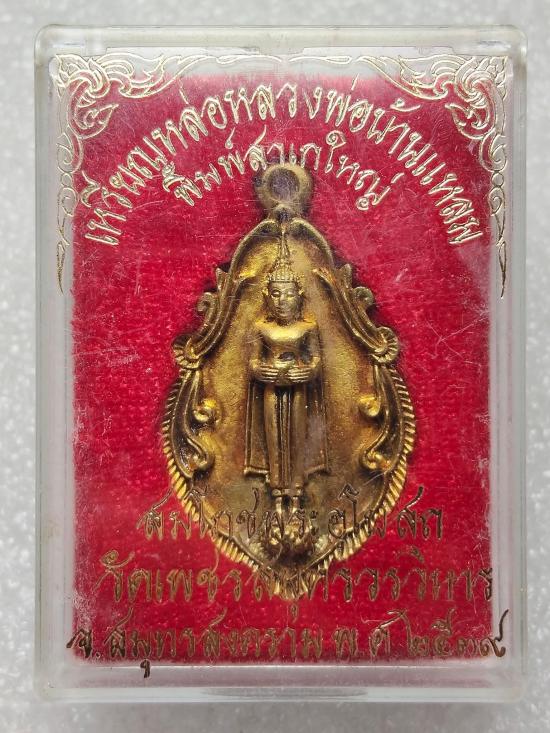 เหรียญหล่อหลวงพ่อบ้านแหลม
พิมพ์สาเกใหญ่
สมโภชพระอุโบสถ
วัดเพชรสมุทรวรวิหาร
จ.สมุทรสงคราม พ.ศ.๒๕๓๙